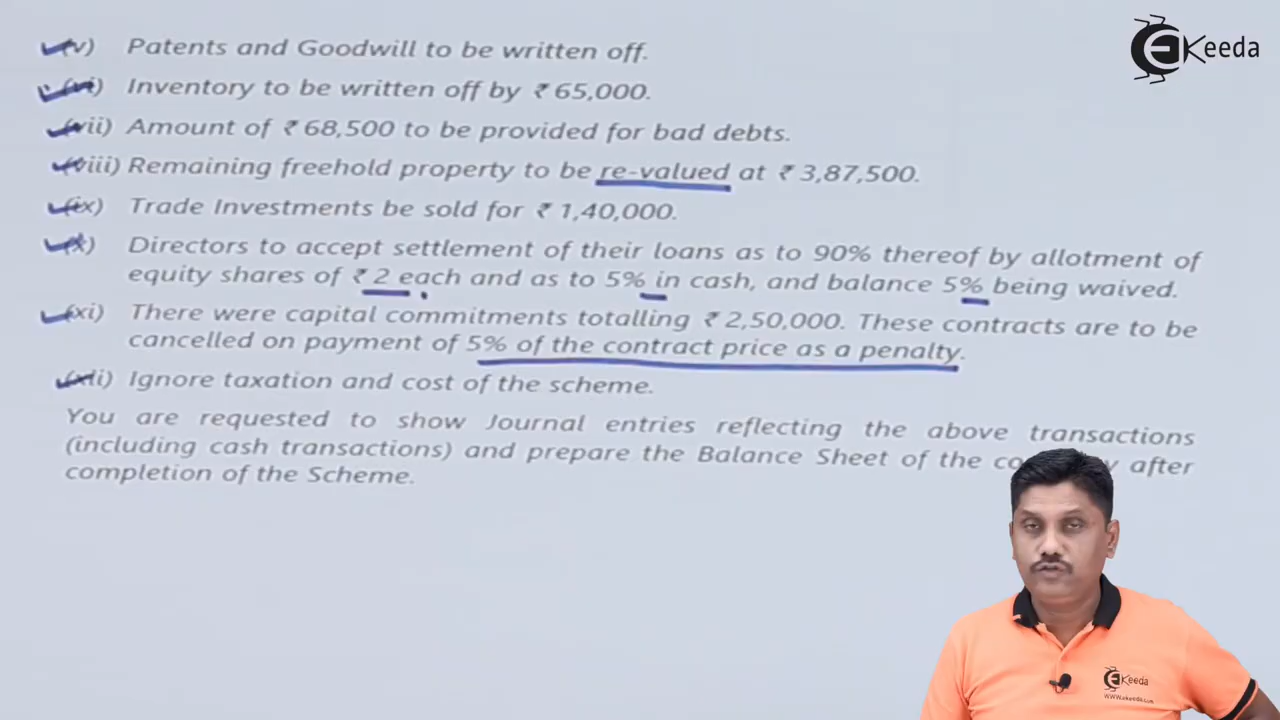 Keeda
(v) Patents and Goodwill to be written off.
(vi) Inventory to be written off by ₹ 65,000.
(vii) Amount of ₹ 68,500 to be provided for bad debts.
(viii) Remaining freehold property to be re-valued at ₹ 3,87,500.
(ix) Trade Investments be sold for ₹ 1,40,000.
(x) Directors to accept settlement of their loans as to 90% thereof by allotment of
equity shares of ₹ 2 each and as to 5% in cash, and balance 5% being waived.
(xi) There were capital commitments totalling ₹ 2,50,000. These contracts are to be
cancelled on payment of 5% of the contract price as a penalty.
(xii) Ignore taxation and cost of the scheme.
You are requested to show Journal entries reflecting the above transactions
(including cash transactions) and prepare the Balance Sheet of the after
completion of the Scheme.
Keeda
www.ekeeda.com